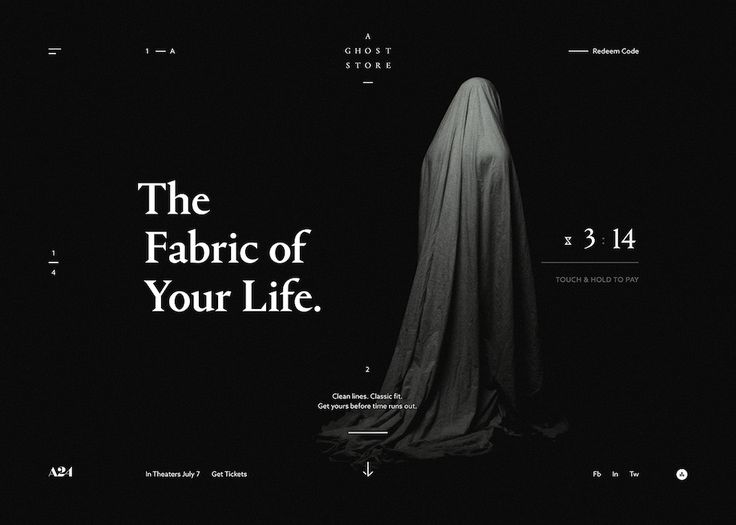 1 — A
A
GHOST
STORE
Redeem Code
The
Fabric of
Your Life.
1
4
3 : 14
TOUCH & HOLD TO PAY
2
Clean lines. Classic fit.
Get yours before time runs out.
A24
In Theaters July 7 Get Tickets
Fb In Tw